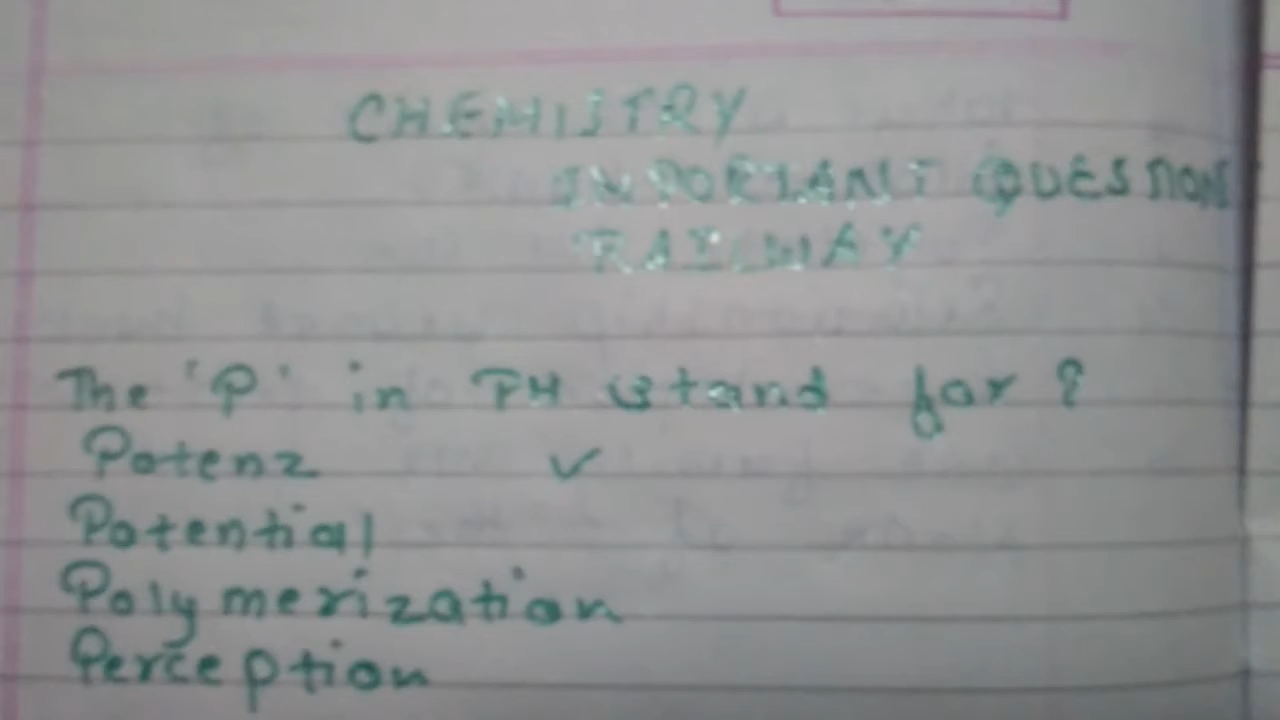 CHEMISTRY
IMPORTANT QUESTIONS
RAILWAY
The 'P' in PH stand for ?
Potenz ✓
Potential
Polymerization
Perception